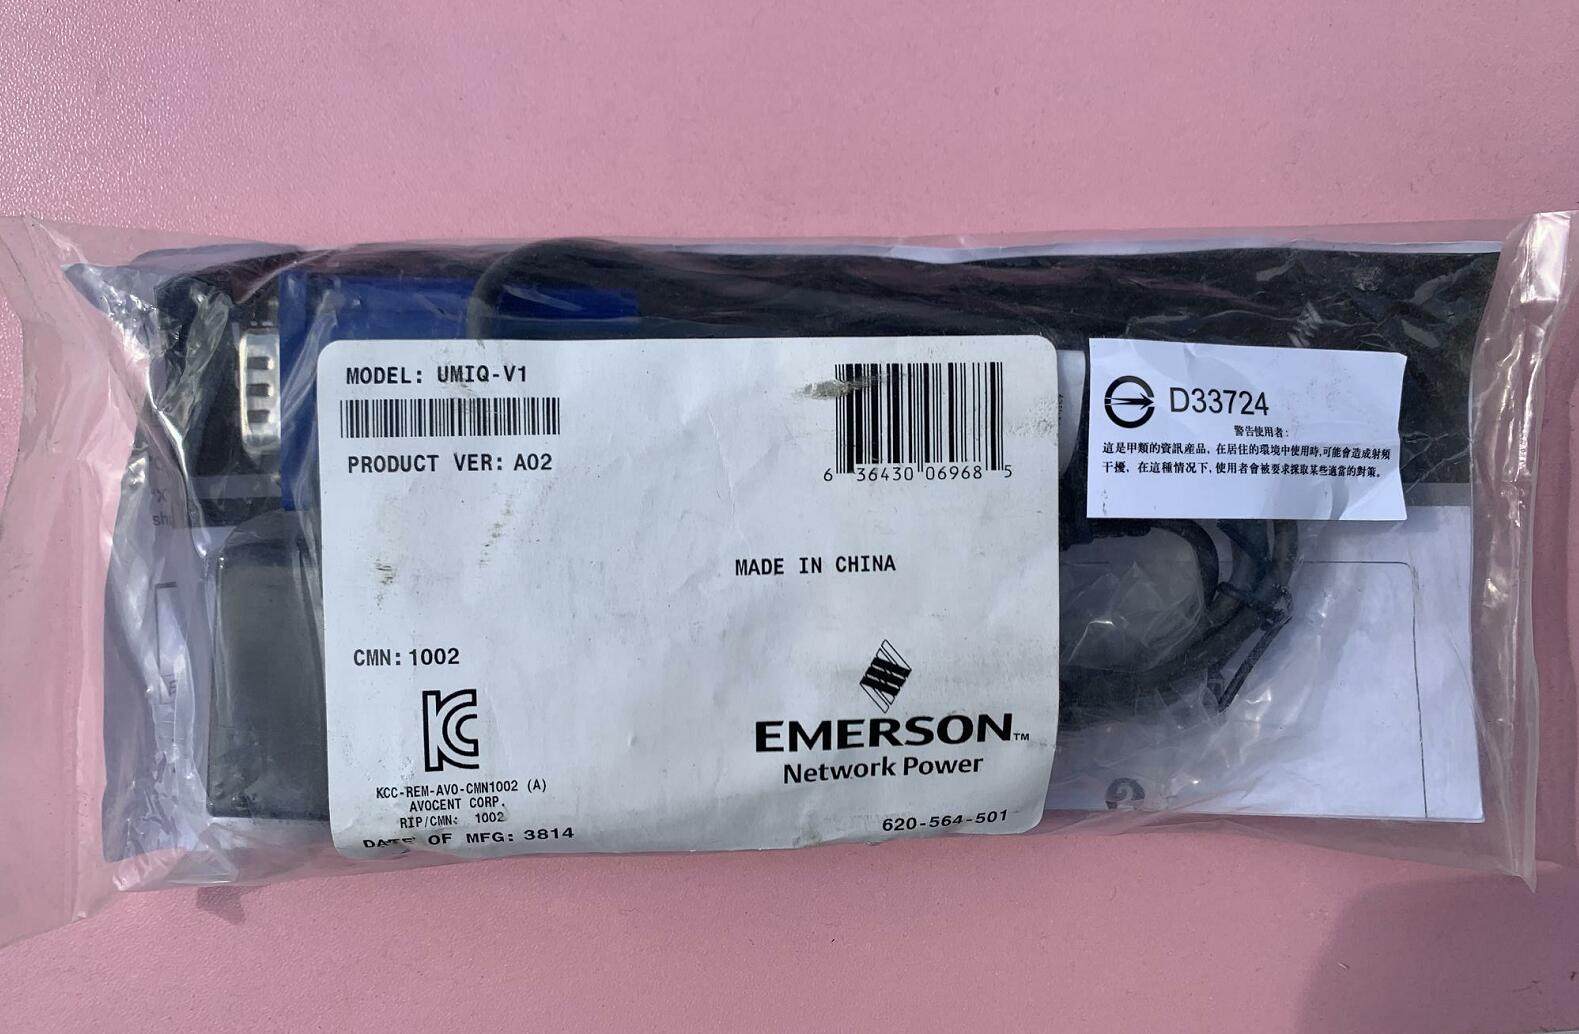 MODEL: UMIQ-V1
PRODUCT VER: A02
6 36430 06968 5
MADE IN CHINA
CMN: 1002
KC
KCC-REM-AVO-CMN1002 (A)
AVOCENT CORP.
RIP/CMN: 1002
DATE OF MFG: 3814
EMERSON™
Network Power
620-564-501
D33724
警告使用者:
這是甲類的資訊產品，在居住的環境中使用時,可能會造成射頻
干擾，在這種情況下,使用者會被要求採取某些適當的對策。
2